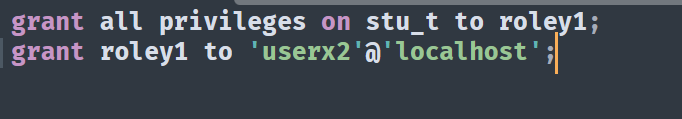 grant all privileges on stu_t to roley1;
grant roley1 to 'userx2'@'localhost';